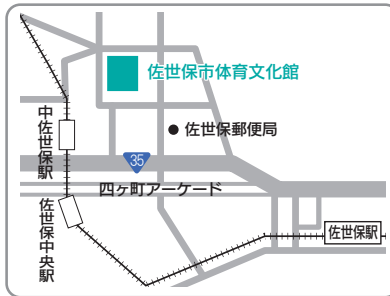 佐世保市体育文化館
佐世保郵便局
中佐世保駅
35
四ヶ町アーケード
佐世保中央駅
佐世保駅